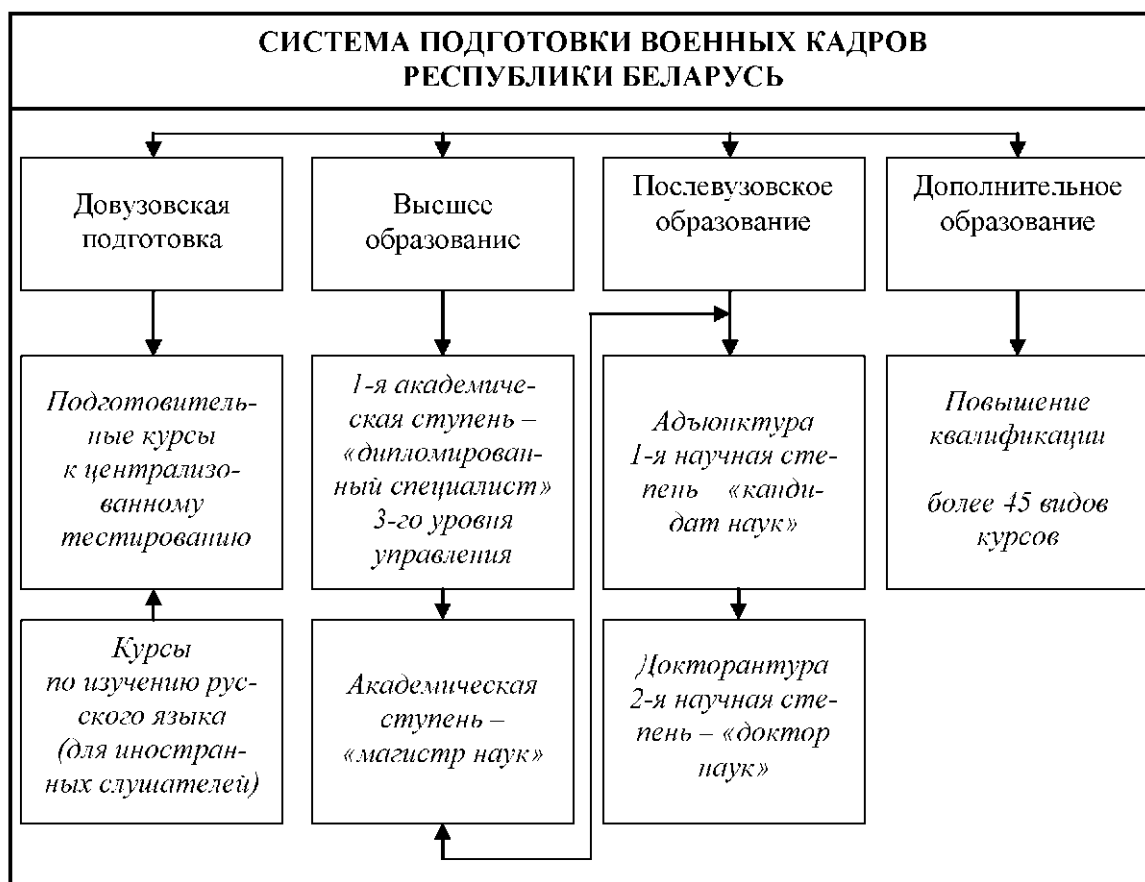 СИСТЕМА ПОДГОТОВКИ ВОЕННЫХ КАДРОВ
РЕСПУБЛИКИ БЕЛАРУСЬ
Довузовская
подготовка
Высшее
образование
Послевузовское
образование
Дополнительное
образование
Подготовитель-
ные курсы
к централизо-
ванному
тестированию
1-я академиче-
ская ступень –
«дипломирован-
ный специалист»
3-го уровня
управления
Адъюнктура
1-я научная сте-
пень «канди-
дат наук»
Повышение
квалификации
более 45 видов
курсов
Курсы
по изучению рус-
ского языка
(для иностран-
ных слушателей)
Академическая
ступень –
«магистр наук»
Докторантура
2-я научная сте-
пень – «доктор
наук»